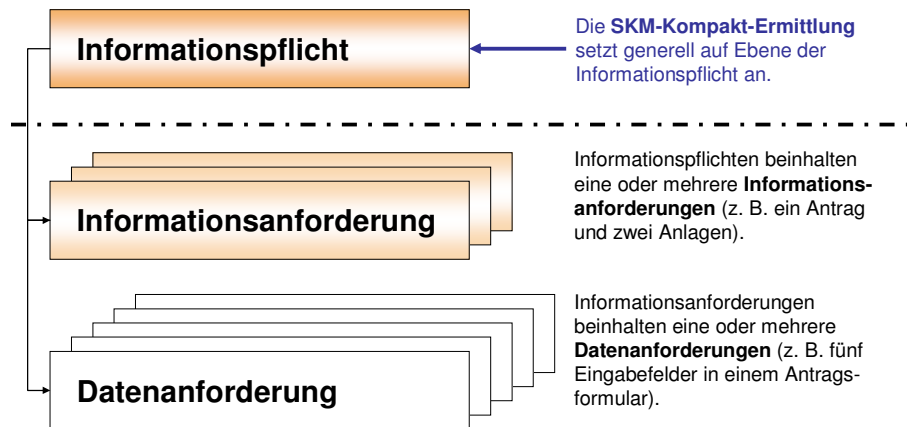 Informationspflicht
Die SKM-Kompakt-Ermittlung
setzt generell auf Ebene der
Informationspflicht an.
Informationsanforderung
Informationspflichten beinhalten
eine oder mehrere Informations-
anforderungen (z. B. ein Antrag
und zwei Anlagen).
Datenanforderung
Informationsanforderungen
beinhalten eine oder mehrere
Datenanforderungen (z. B. fünf
Eingabefelder in einem Antrags-
formular).